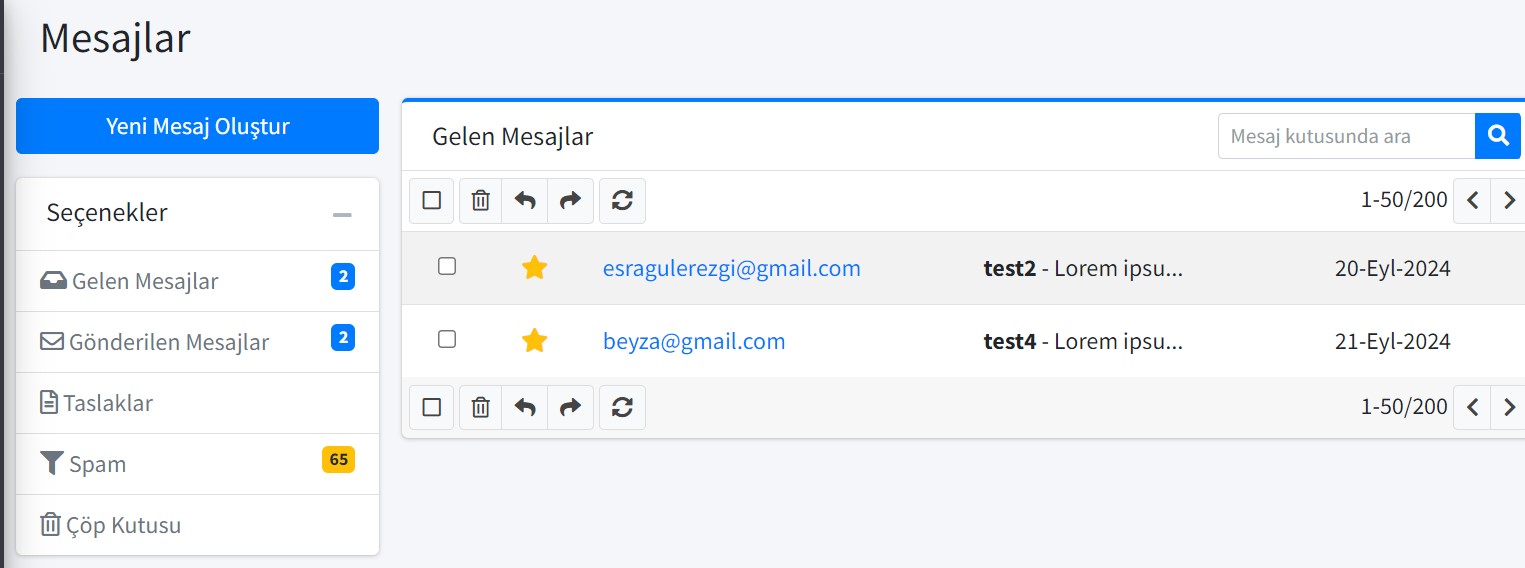 Mesajlar
Yeni Mesaj Oluştur
Seçenekler
Gelen Mesajlar 2
Gönderilen Mesajlar 2
Taslaklar
Spam 65
Çöp Kutusu
Gelen Mesajlar
Mesaj kutusunda ara
1-50/200
esragulerezgi@gmail.com test2 - Lorem ipsu... 20-Eyl-2024
beyza@gmail.com test4 - Lorem ipsu... 21-Eyl-2024
1-50/200